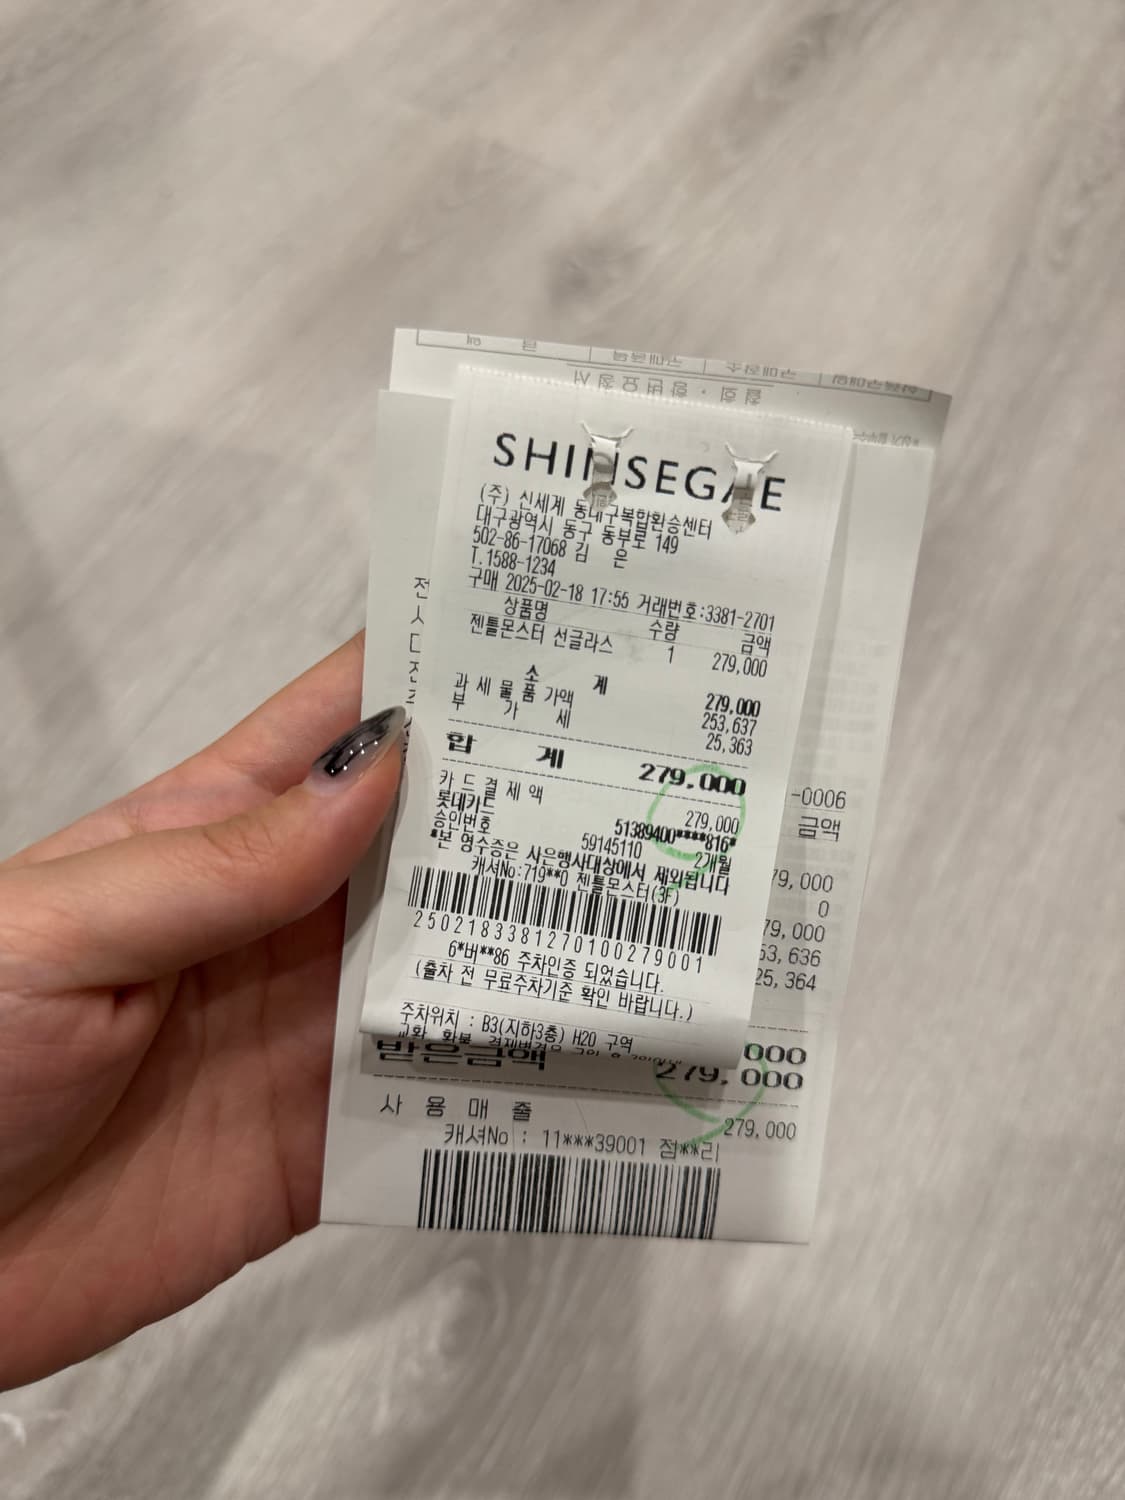 SHINSEGAE
(주) 신세계 동대구복합환승센터
대구광역시 동구 동부로 149
502-86-17068 김 은
T.1588-1234
구매 2025-02-18 17:55 거래번호:3381-2701
상품명 수량 금액
젠틀몬스터 선글라스 1 279,000
소 계 279,000
과 세 물 품 가액 253,637
부 가 세 25,363
합 계 279,000
카 드 결 제 액 279,000
롯데카드 51389400****816*
승인번호 59145110 2개월
*본 영수증은 사은행사대상에서 제외됩니다
캐셔No:719**0 젠틀몬스터(3F)
25021833812701002790 01
6*버**86 주차인증 되었습니다.
(출차 전 무료주차기준 확인 바랍니다.)
주차위치 : B3(지하3층) H20 구역
-0006
금액
79,000
0
79,000
53,636
25,364
000
받은금액 279,000
사 용 매 출 279,000
캐셔No : 11***39001 점**리